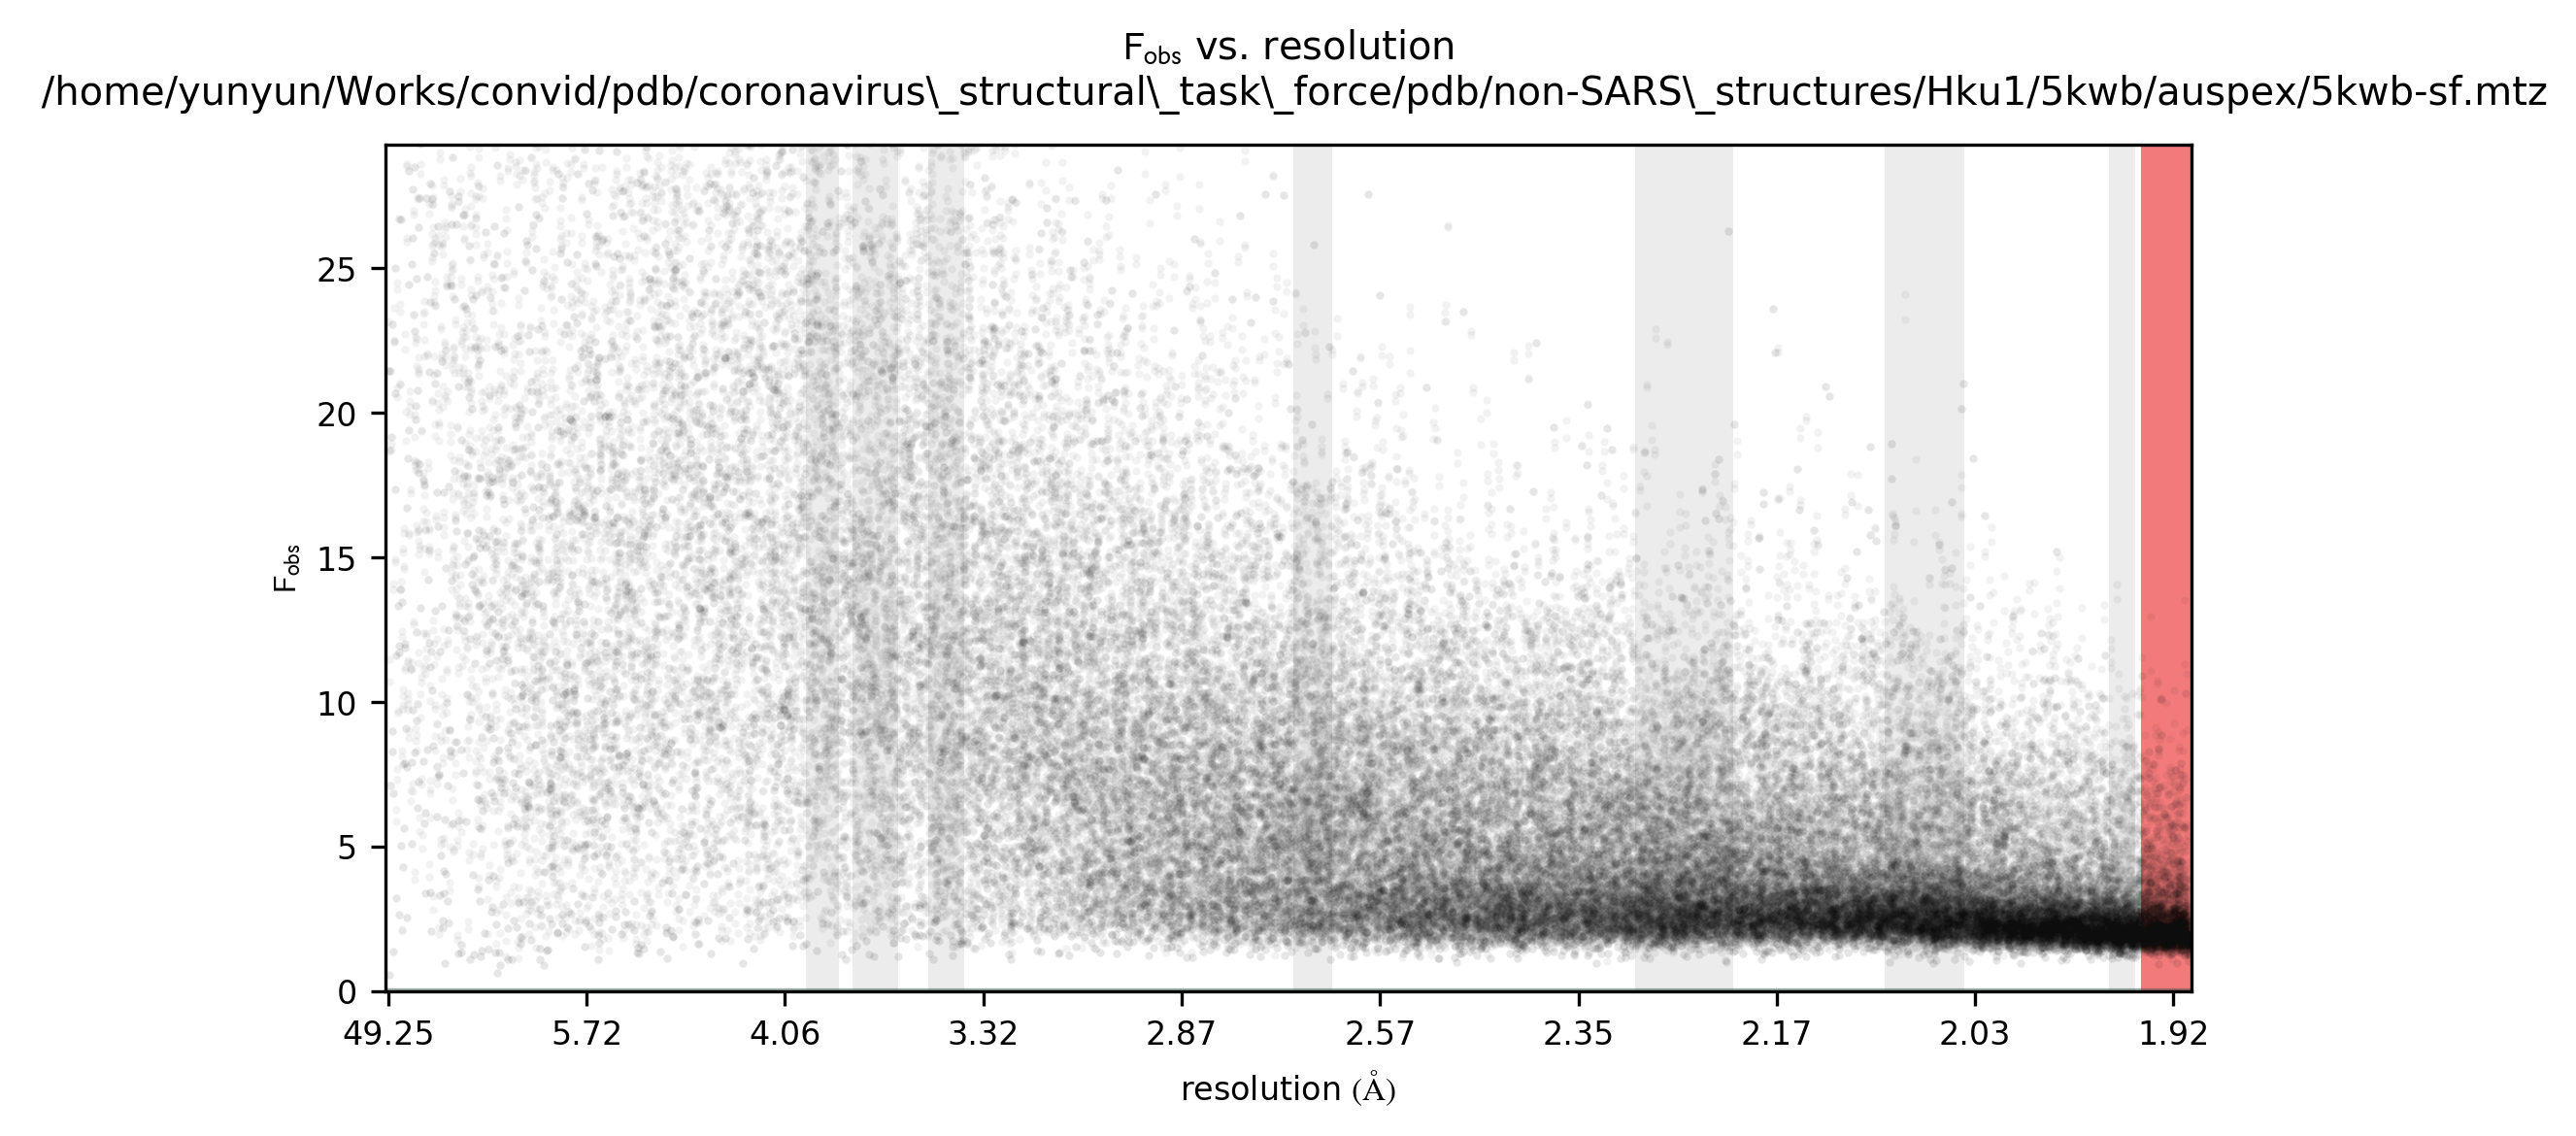 F_obs vs. resolution
/home/yunyun/Works/convid/pdb/coronavirus\_structural\_task\_force/pdb/non-SARS\_structures/Hku1/5kwb/auspex/5kwb-sf.mtz
F_obs
25
20
15
10
5
0
49.25 5.72 4.06 3.32 2.87 2.57 2.35 2.17 2.03 1.92
resolution (Å)